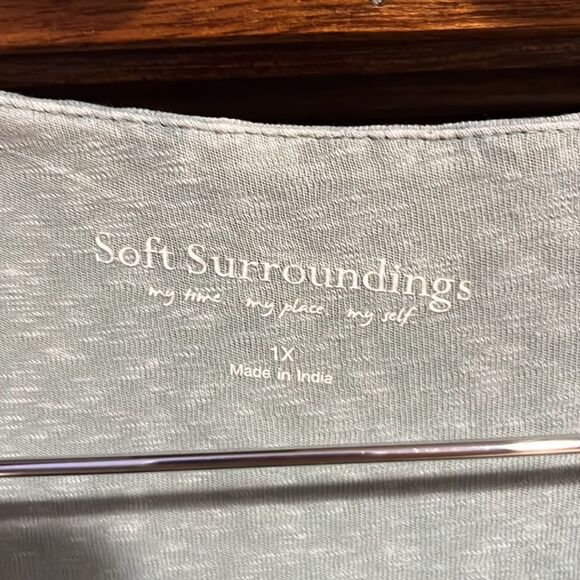 Soft Surroundings
my time my place my self
1X
Made in India